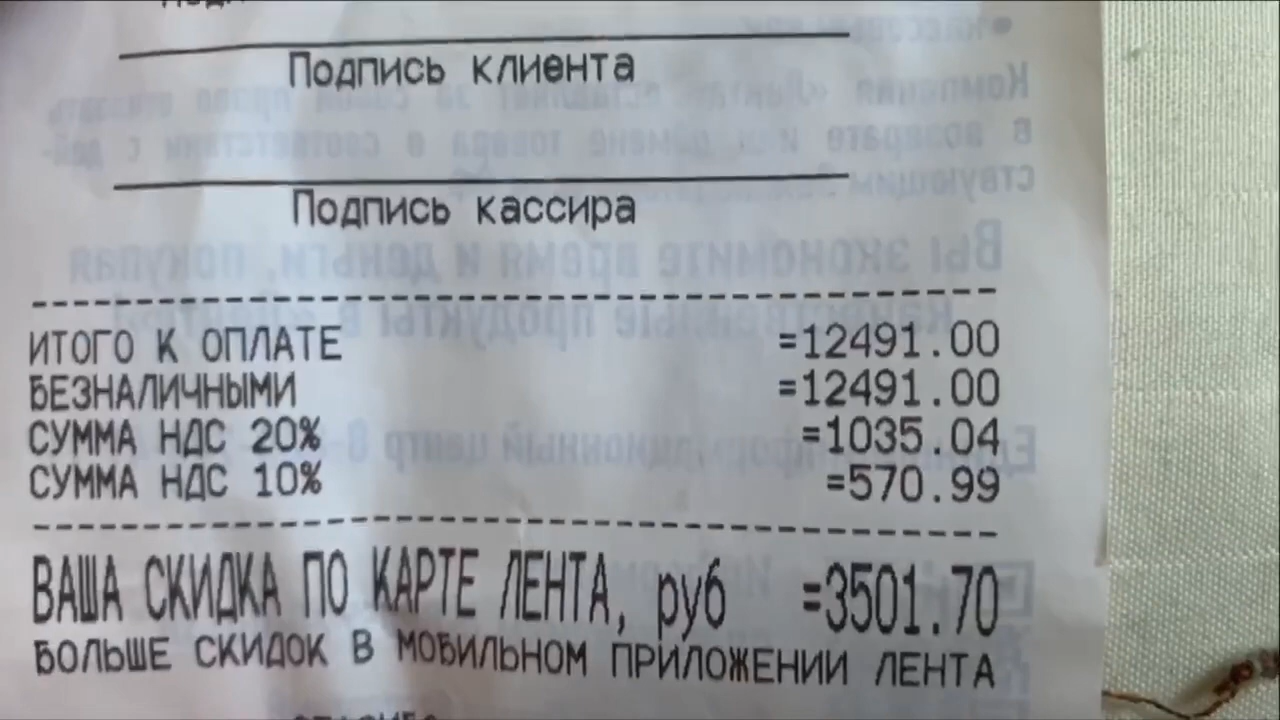 Подпись клиента
Подпись кассира
ИТОГО К ОПЛАТЕ =12491.00
БЕЗНАЛИЧНЫМИ =12491.00
СУММА НДС 20% =1035.04
СУММА НДС 10% =570.99
ВАША СКИДКА ПО КАРТЕ ЛЕНТА, руб =3501.70
БОЛЬШЕ СКИДОК В МОБИЛЬНОМ ПРИЛОЖЕНИИ ЛЕНТА